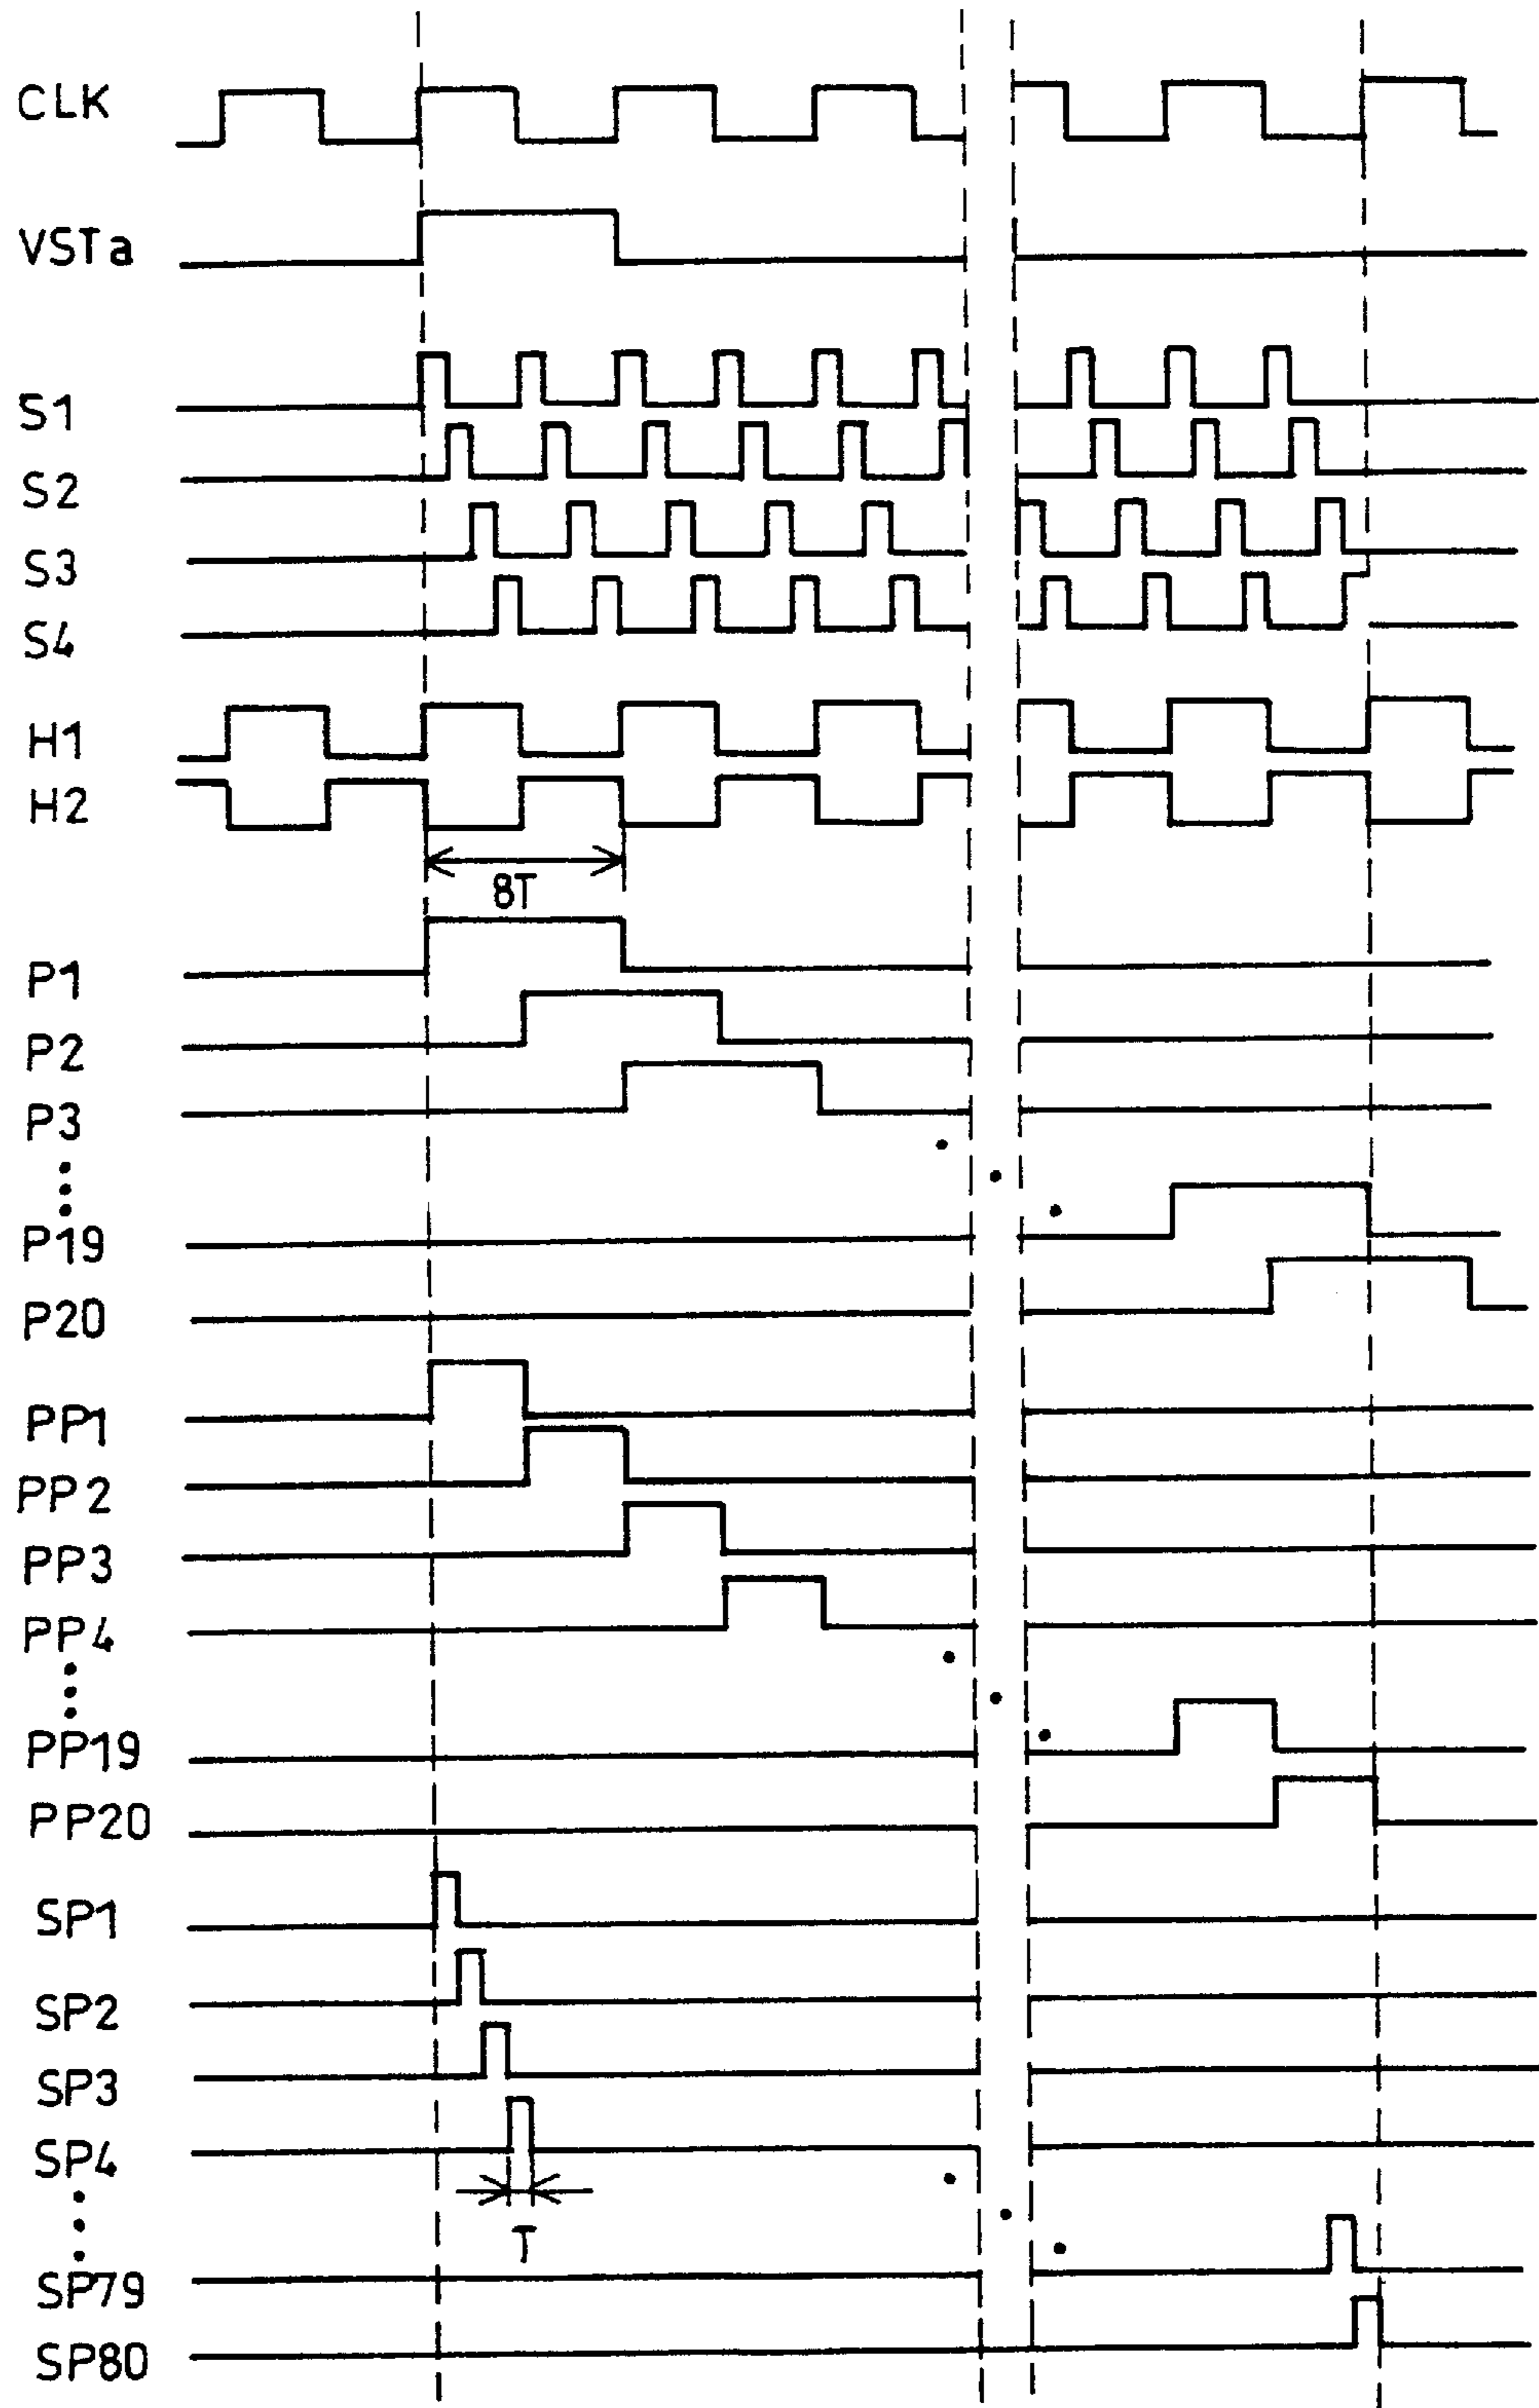 CLK
VSTa
S1
S2
S3
S4
H1
H2
8T
P1
P2
P3
P19
P20
PP1
PP2
PP3
PP4
PP19
PP20
SP1
SP2
SP3
SP4
T
SP79
SP80